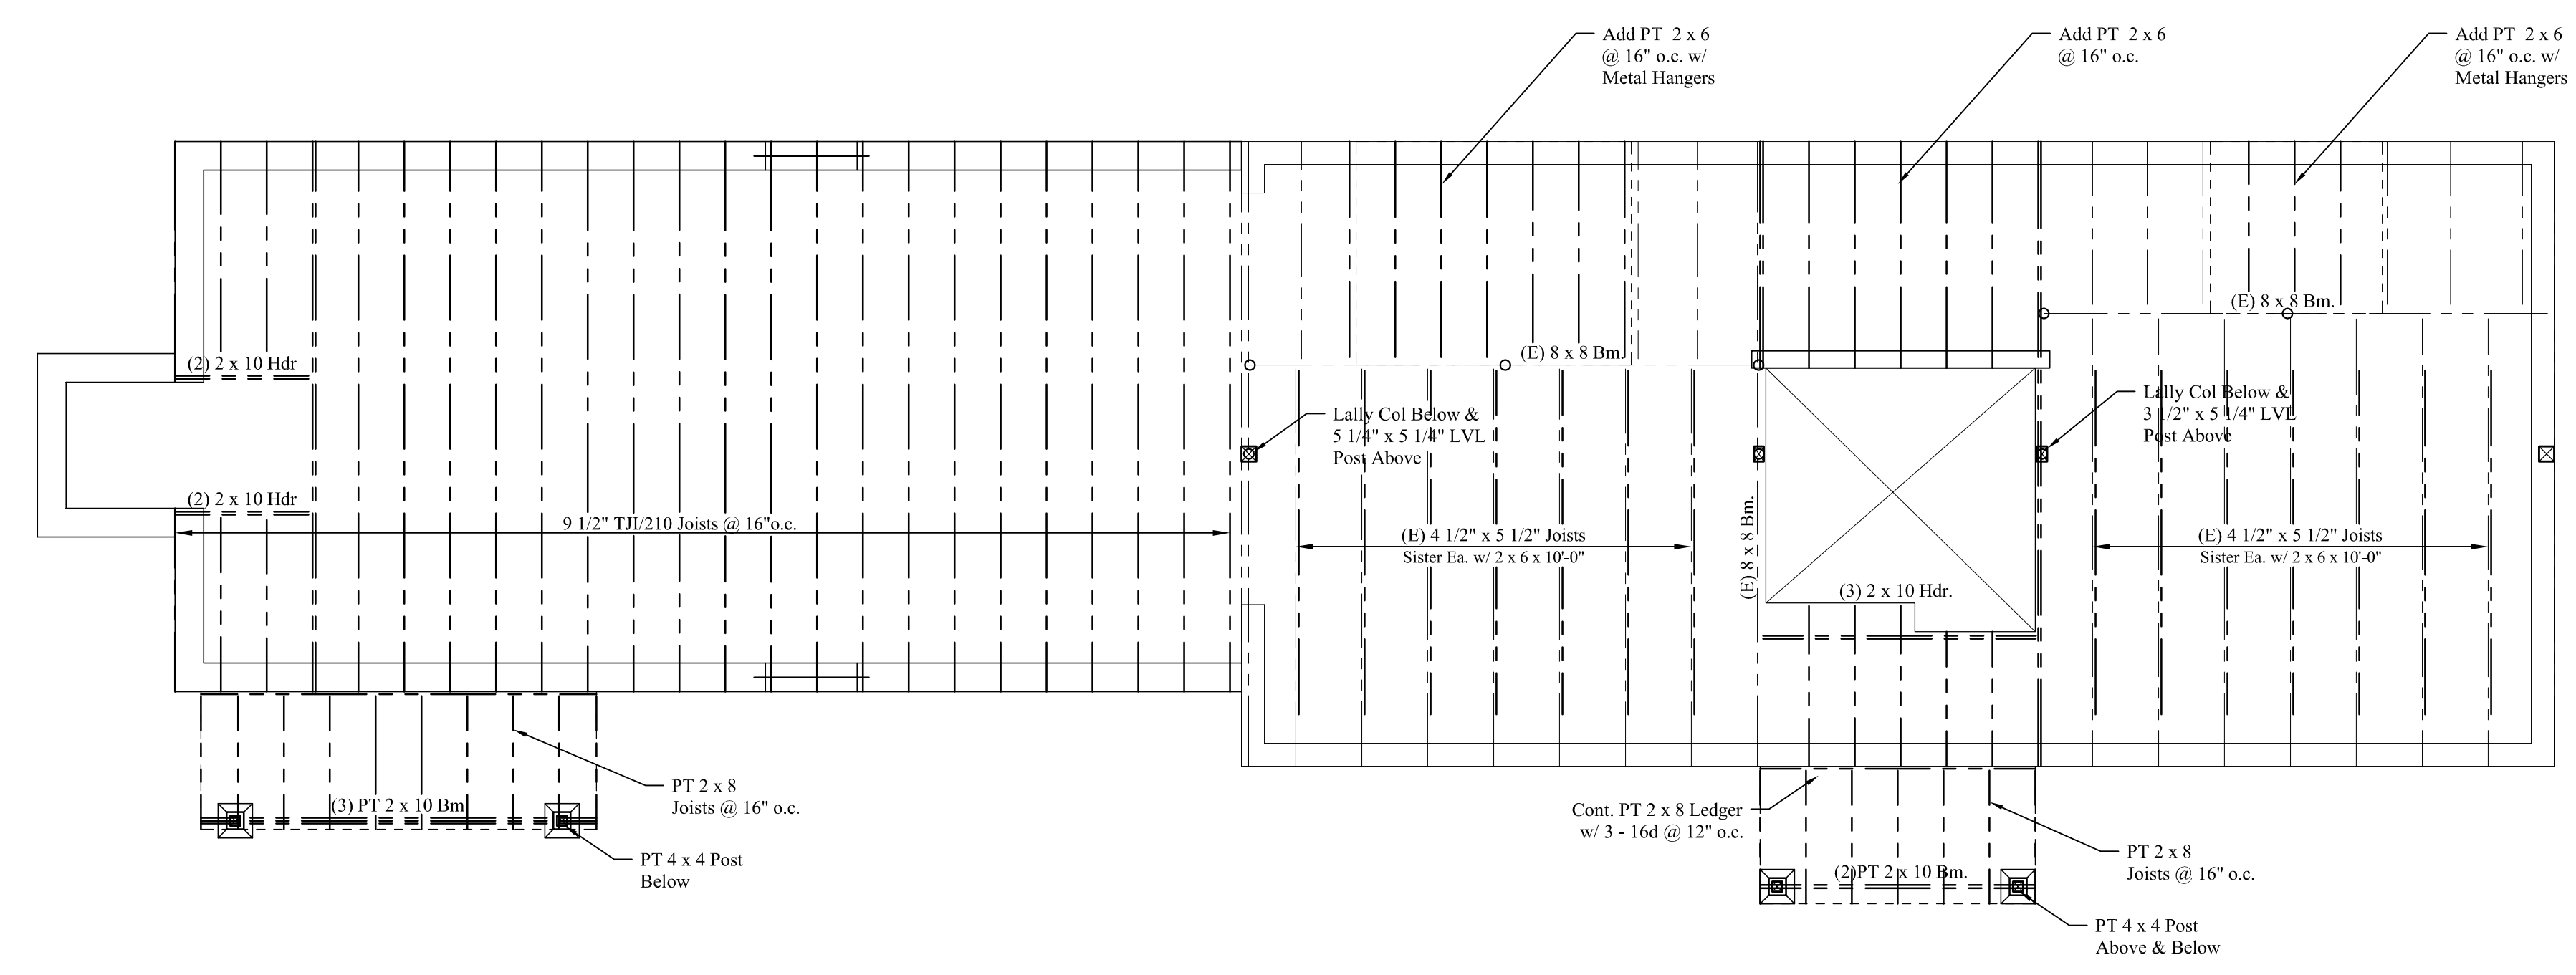 Add PT 2 x 6
@ 16" o.c. w/
Metal Hangers
Add PT 2 x 6
@ 16" o.c.
Add PT 2 x 6
@ 16" o.c. w/
Metal Hangers
(E) 8 x 8 Bm.
(E) 8 x 8 Bm.
(2) 2 x 10 Hdr
Lally Col Below &
5 1/4" x 5 1/4" LVL
Post Above
Lally Col Below &
3 1/2" x 5 1/4" LVL
Post Above
(2) 2 x 10 Hdr
9 1/2" TJI/210 Joists @ 16"o.c.
(E) 4 1/2" x 5 1/2" Joists
Sister Ea. w/ 2 x 6 x 10'-0"
(E) 8 x 8 Bm.
(E) 4 1/2" x 5 1/2" Joists
Sister Ea. w/ 2 x 6 x 10'-0"
(3) 2 x 10 Hdr.
PT 2 x 8
Joists @ 16" o.c.
(3) PT 2 x 10 Bm.
PT 4 x 4 Post
Below
Cont. PT 2 x 8 Ledger
w/ 3 - 16d @ 12" o.c.
PT 2 x 8
Joists @ 16" o.c.
(2)PT 2 x 10 Bm.
PT 4 x 4 Post
Above & Below